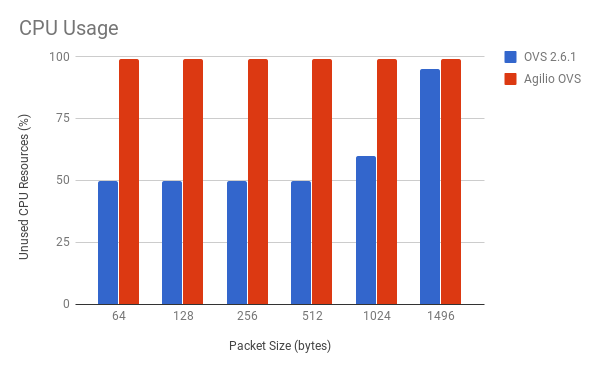 CPU Usage
100
75
50
25
0
Unused CPU Resources (%)
64 128 256 512 1024 1496
Packet Size (bytes)
OVS 2.6.1
Agilio OVS